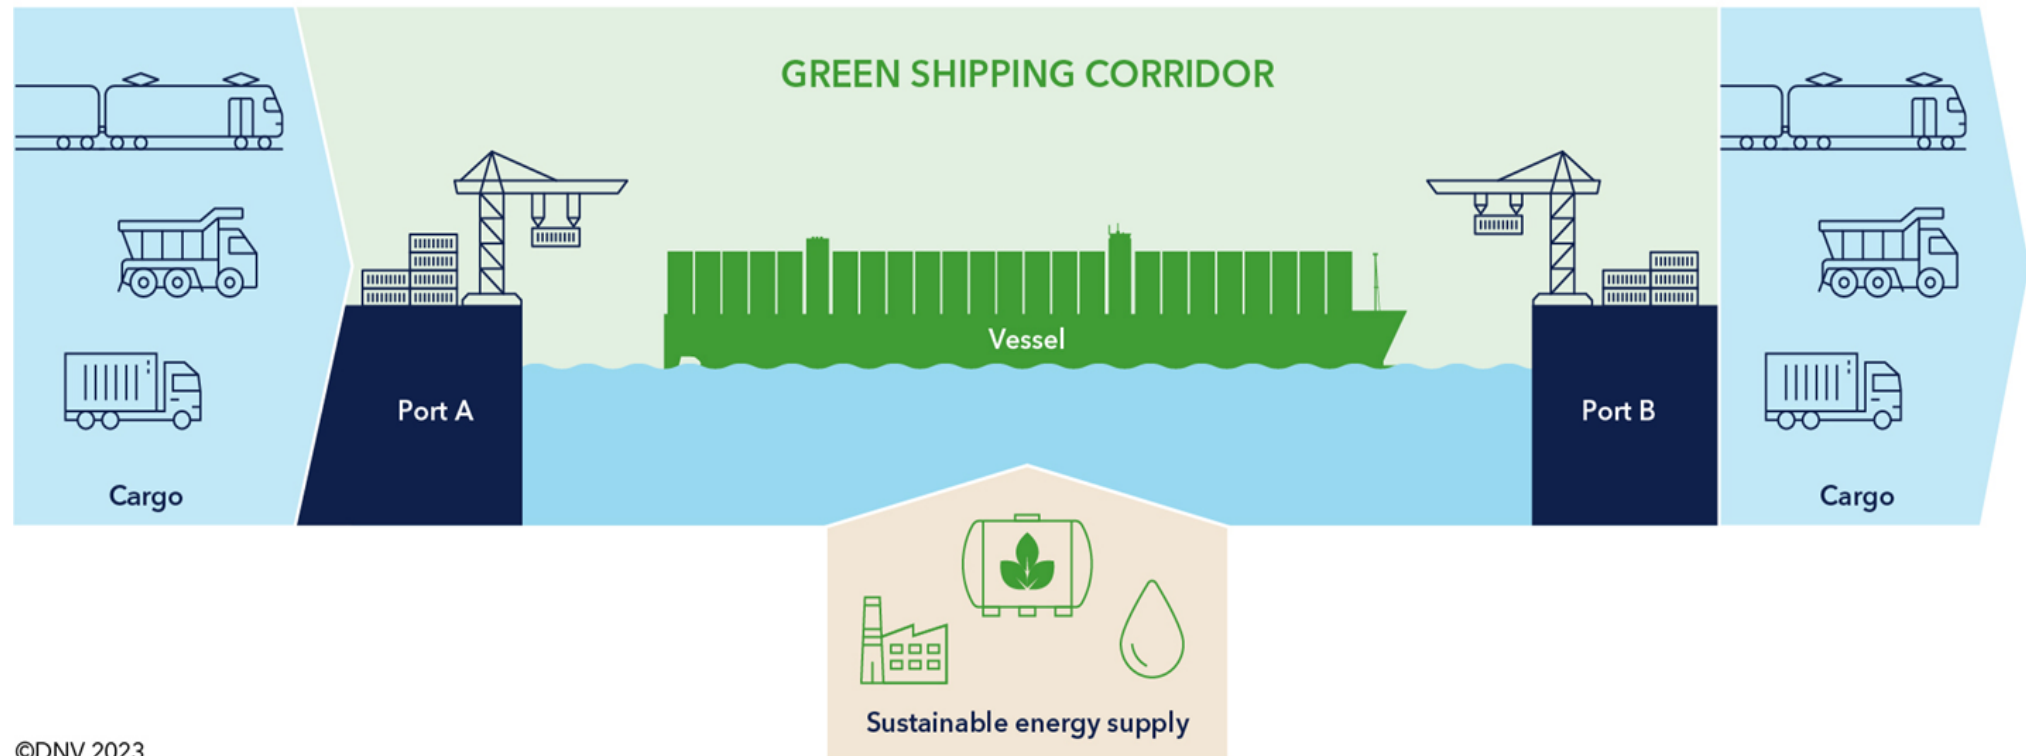 GREEN SHIPPING CORRIDOR
Vessel
Port A
Port B
Cargo
Cargo
Sustainable energy supply
©DNV 2023